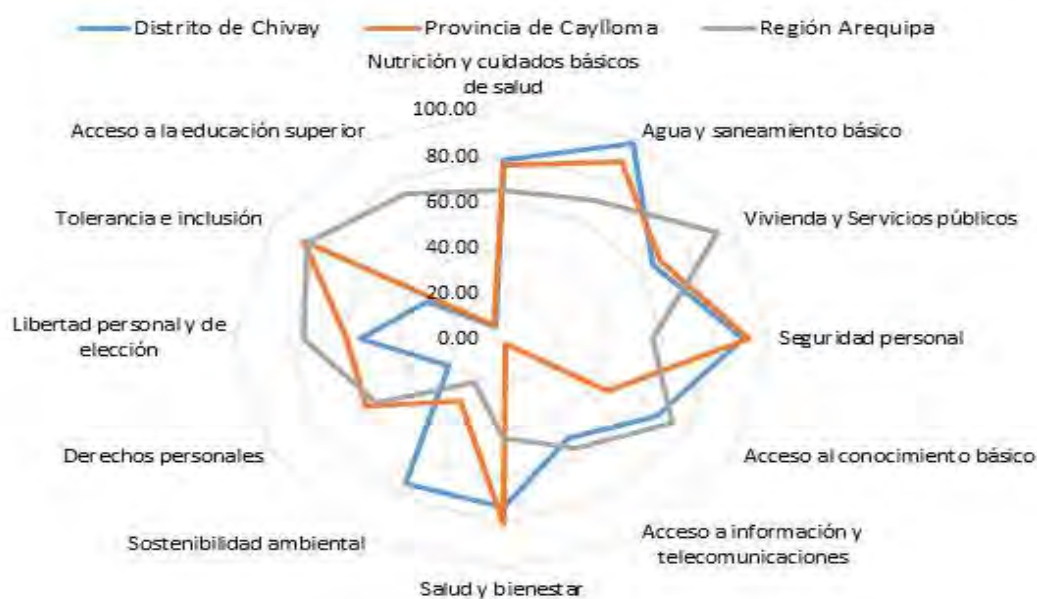 Distrito de Chivay
Provincia de Caylloma
Región Arequipa
Nutrición y cuidados básicos
de salud
100.00
80.00
60.00
40.00
20.00
0.00
Agua y saneamiento básico
Vivienda y Servicios públicos
Seguridad personal
Acceso al conocimiento básico
Acceso a información y
telecomunicaciones
Salud y bienestar
Sostenibilidad ambiental
Derechos personales
Libertad personal y de
elección
Tolerancia e inclusión
Acceso a la educación superior